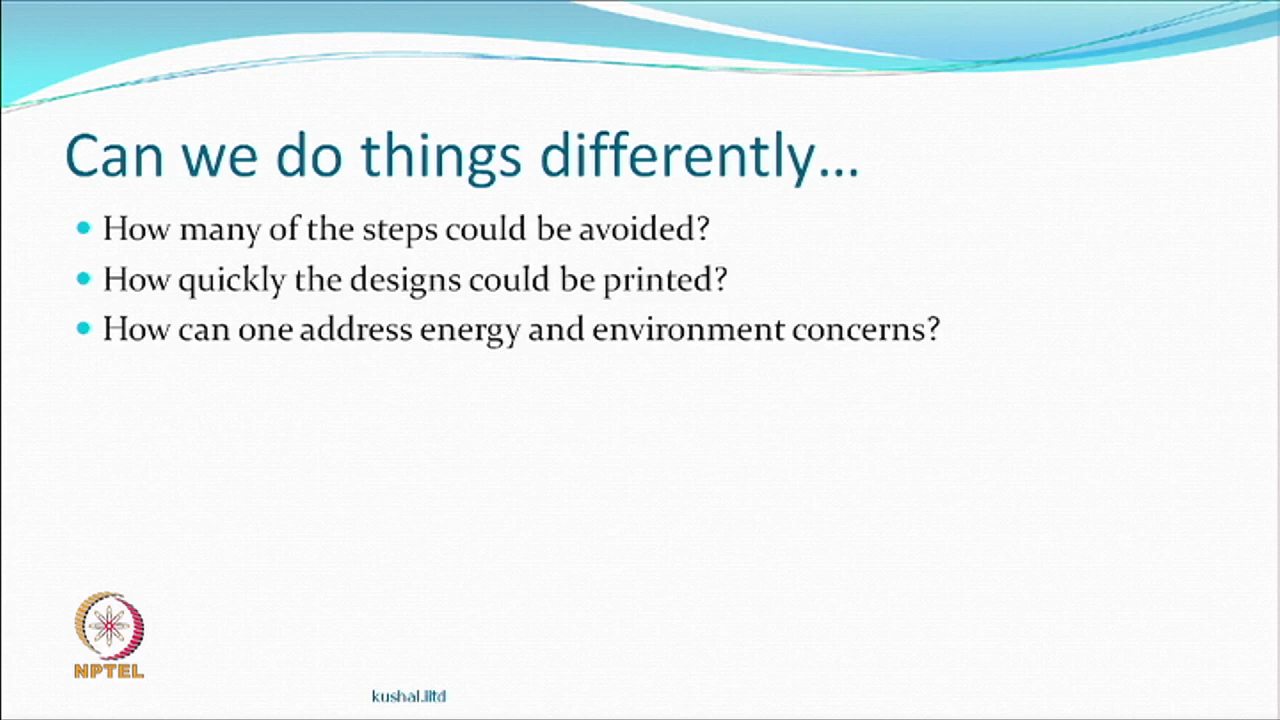 Can we do things differently...
How many of the steps could be avoided?
How quickly the designs could be printed?
How can one address energy and environment concerns?
NPTEL
kushal.iitd